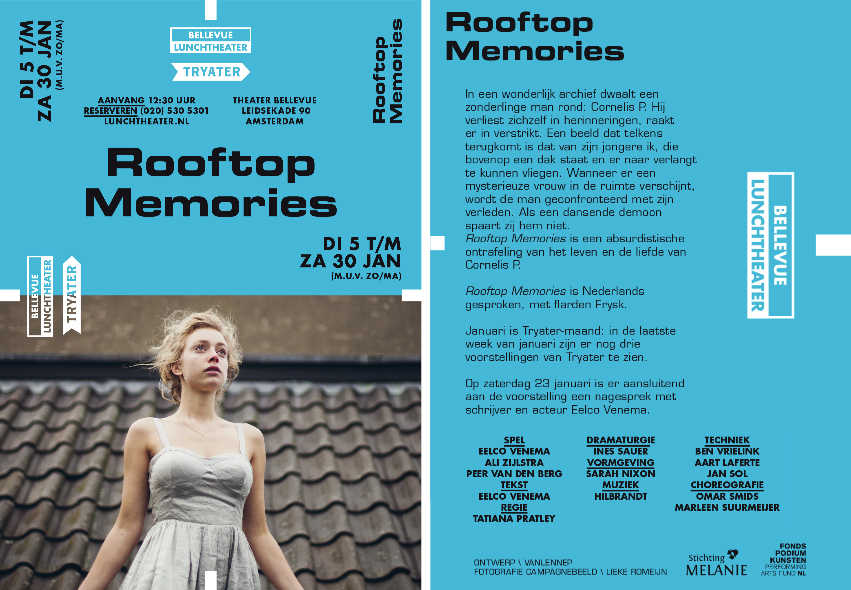 DI 5 T/M
ZA 30 JAN
(M.U.V. ZO/MA)
BELLEVUE
LUNCHTHEATER
TRYATER
Rooftop
Memories
AANVANG 12:30 UUR
RESERVEREN (020) 530 5301
LUNCHTHEATER.NL
THEATER BELLEVUE
LEIDSEKADE 90
AMSTERDAM
Rooftop
Memories
DI 5 T/M
ZA 30 JAN
(M.U.V. ZO/MA)
BELLEVUE
LUNCHTHEATER
TRYATER
Rooftop
Memories
In een wonderlijk archief dwaalt een
zonderlinge man rond: Cornelis P. Hij
verliest zichzelf in herinneringen, raakt
er in verstrikt. Een beeld dat telkens
terugkomt is dat van zijn jongere ik, die
bovenop een dak staat en er naar verlangt
te kunnen vliegen. Wanneer er een
mysterieuze vrouw in de ruimte verschijnt,
wordt de man geconfronteerd met zijn
verleden. Als een dansende demoon
spaart zij hem niet.
Rooftop Memories is een absurdistische
ontrafeling van het leven en de liefde van
Cornelis P.
Rooftop Memories is Nederlands
gesproken, met flarden Frysk.
Januari is Tryater-maand: in de laatste
week van januari zijn er nog drie
voorstellingen van Tryater te zien.
Op zaterdag 23 januari is er aansluitend
aan de voorstelling een nagesprek met
schrijver en acteur Eelco Venema.
BELLEVUE
LUNCHTHEATER
SPEL
EELCO VENEMA
ALI ZIJLSTRA
PEER VAN DEN BERG
TEKST
EELCO VENEMA
REGIE
TATIANA PRATLEY
DRAMATURGIE
INES SAUER
VORMGEVING
SARAH NIXON
MUZIEK
HILBRANDT
TECHNIEK
BEN VRIELINK
AART LAFERTE
JAN SOL
CHOREOGRAFIE
OMAR SMIDS
MARLEEN SUURMEIJER
ONTWERP \ VANLENNEP
FOTOGRAFIE CAMPAGNEBEELD \ LIEKE ROMEIJN
Stichting
MELANIE
FONDS
PODIUM
KUNSTEN
PERFORMING
ARTS FUND NL